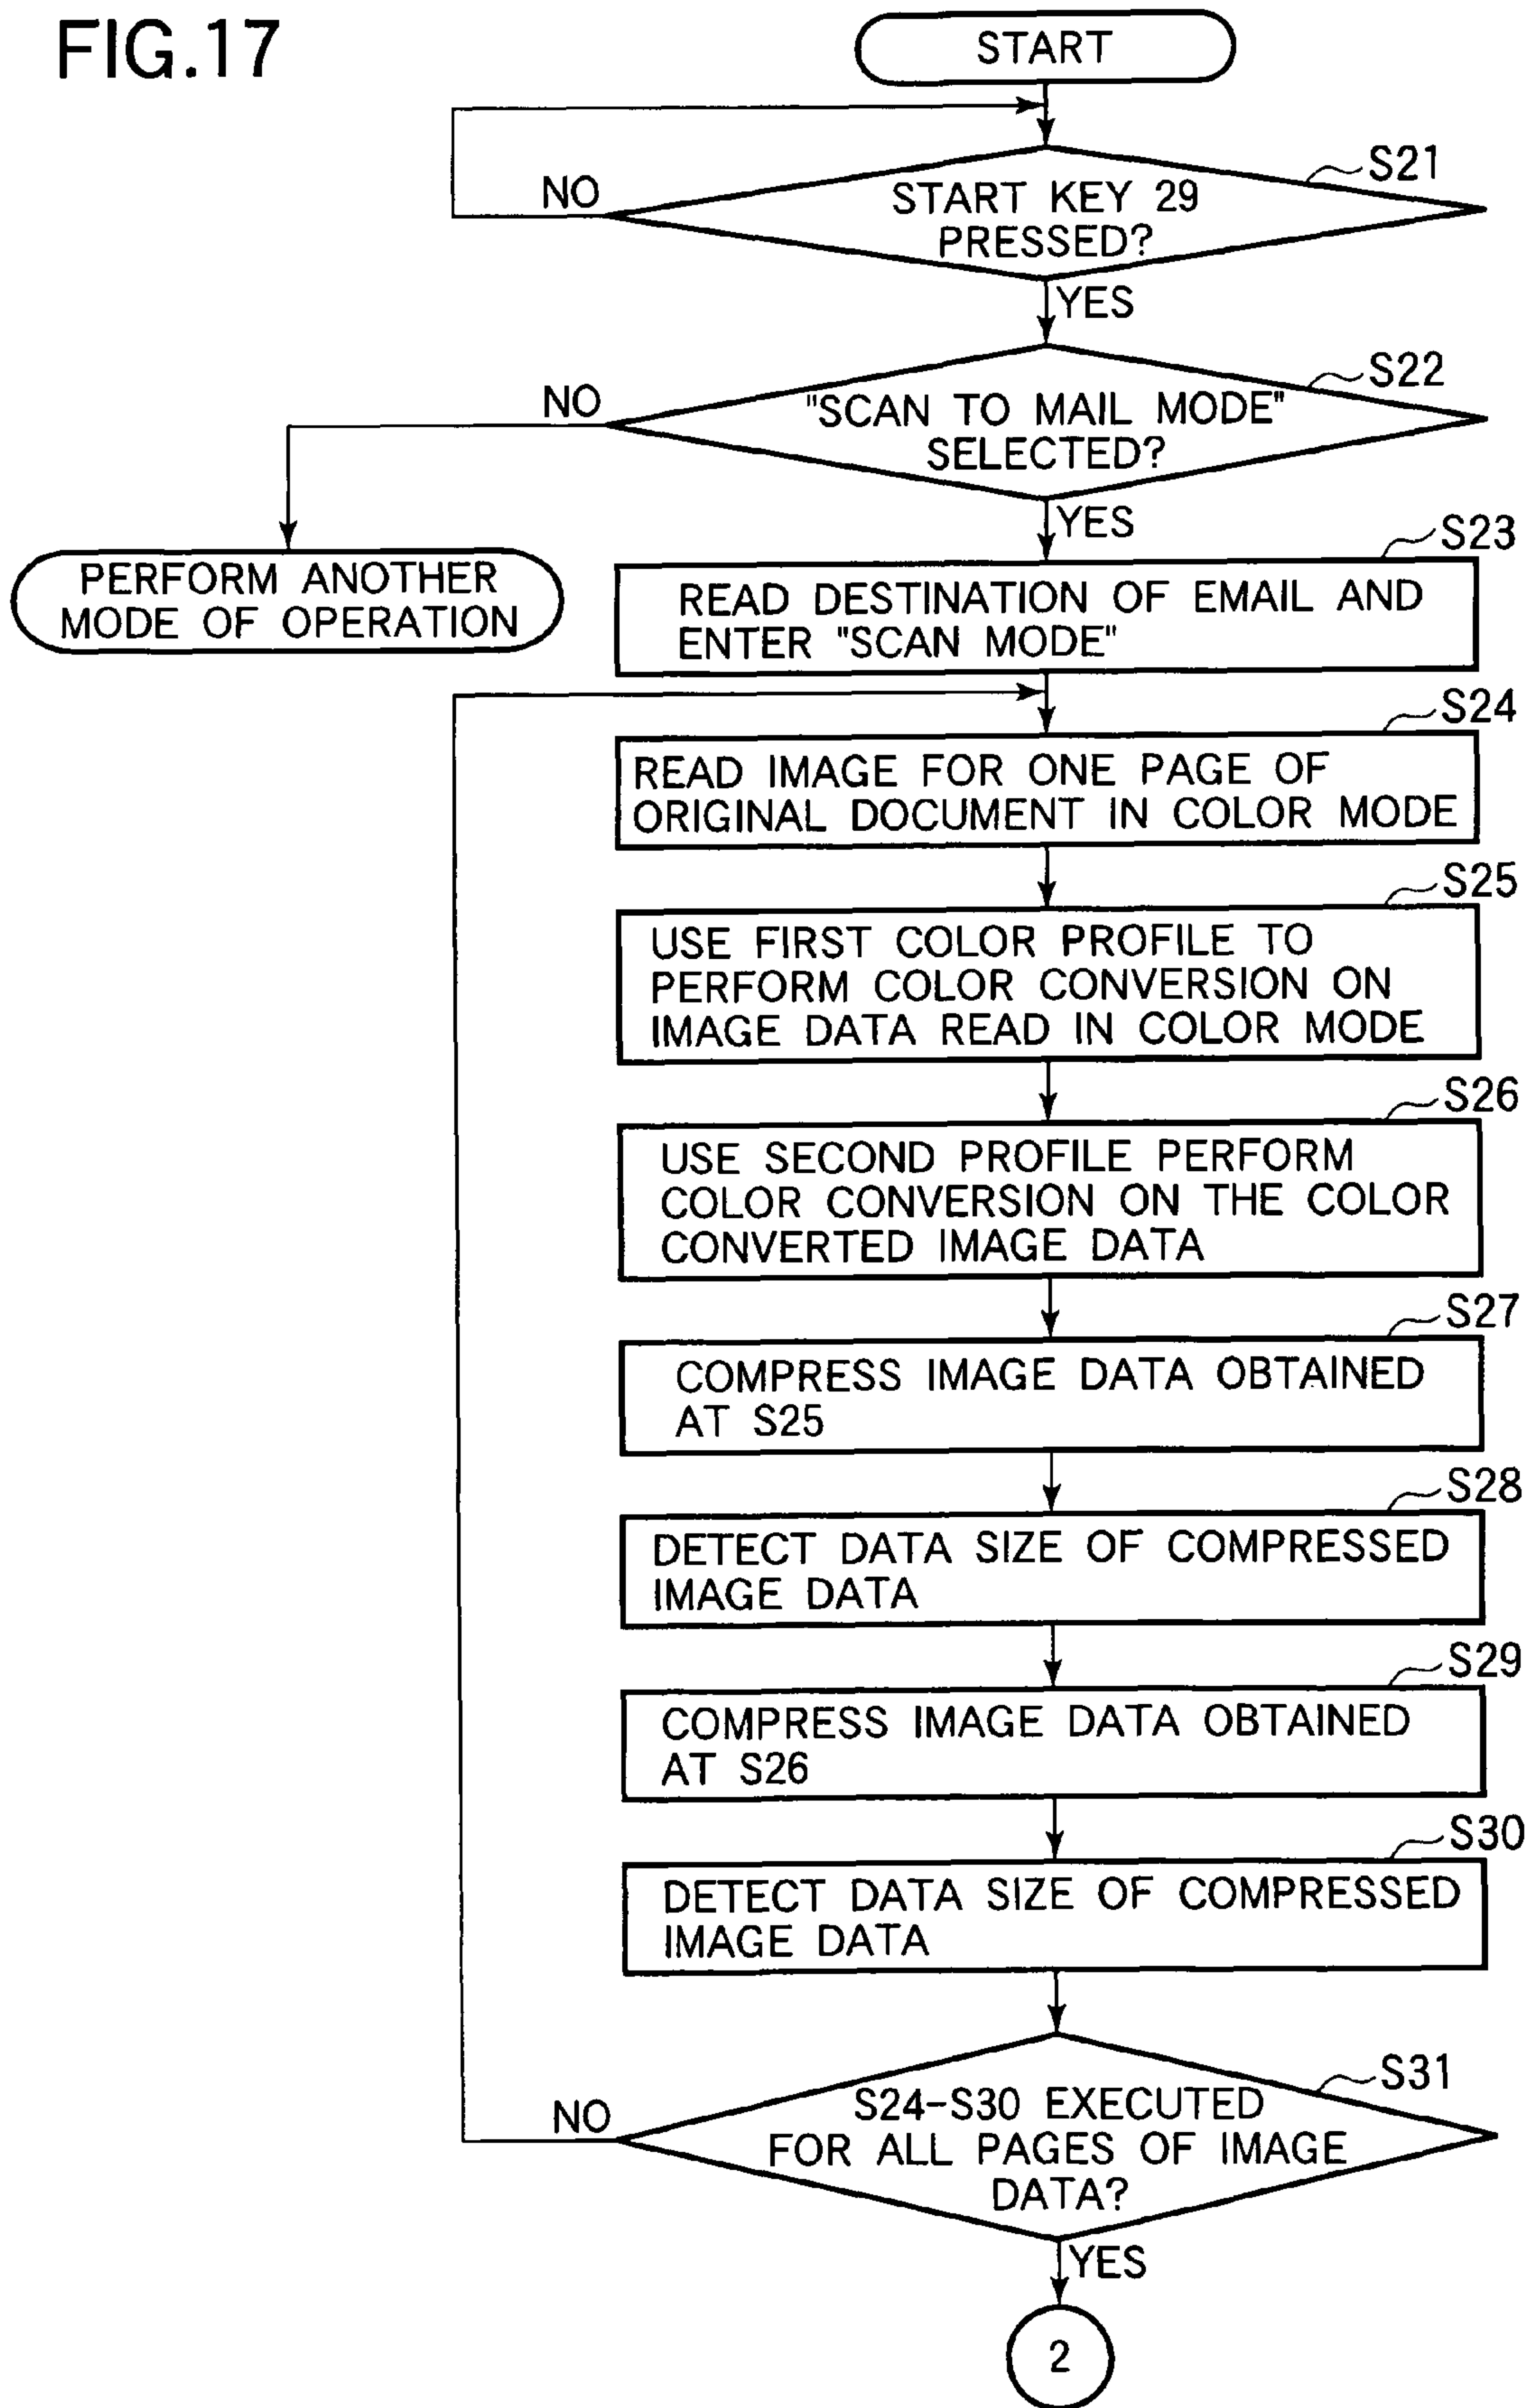 FIG.17
START
S21
NO
START KEY 29
PRESSED?
YES
S22
NO
"SCAN TO MAIL MODE"
SELECTED?
YES
PERFORM ANOTHER
MODE OF OPERATION
S23
READ DESTINATION OF EMAIL AND
ENTER "SCAN MODE"
S24
READ IMAGE FOR ONE PAGE OF
ORIGINAL DOCUMENT IN COLOR MODE
S25
USE FIRST COLOR PROFILE TO
PERFORM COLOR CONVERSION ON
IMAGE DATA READ IN COLOR MODE
S26
USE SECOND PROFILE PERFORM
COLOR CONVERSION ON THE COLOR
CONVERTED IMAGE DATA
S27
COMPRESS IMAGE DATA OBTAINED
AT S25
S28
DETECT DATA SIZE OF COMPRESSED
IMAGE DATA
S29
COMPRESS IMAGE DATA OBTAINED
AT S26
S30
DETECT DATA SIZE OF COMPRESSED
IMAGE DATA
S31
NO
S24-S30 EXECUTED
FOR ALL PAGES OF IMAGE
DATA?
YES
2